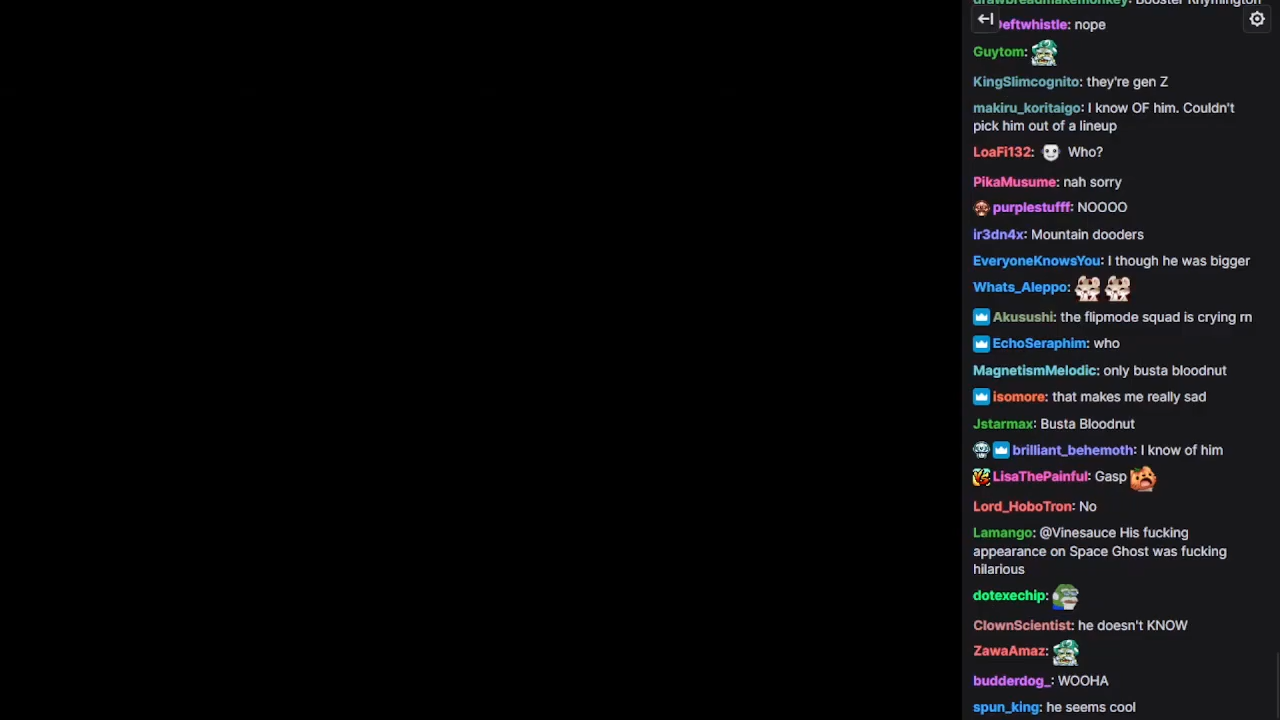 drawbreadmakemonkey: Booster Rhymington
Deftwhistle: nope
Guytom:
KingSlimcognito: they're gen Z
makiru_koritaigo: I know OF him. Couldn't
pick him out of a lineup
LoaFi132: Who?
PikaMusume: nah sorry
purplestufff: NOOOO
ir3dn4x: Mountain dooders
EveryoneKnowsYou: I though he was bigger
Whats_Aleppo:
Akusushi: the flipmode squad is crying rn
EchoSeraphim: who
MagnetismMelodic: only busta bloodnut
isomore: that makes me really sad
Jstarmax: Busta Bloodnut
brilliant_behemoth: I know of him
LisaThePainful: Gasp
Lord_HoboTron: No
Lamango: @Vinesauce His fucking
appearance on Space Ghost was fucking
hilarious
dotexechip:
ClownScientist: he doesn't KNOW
ZawaAmaz:
budderdog_: WOOHA
spun_king: he seems cool